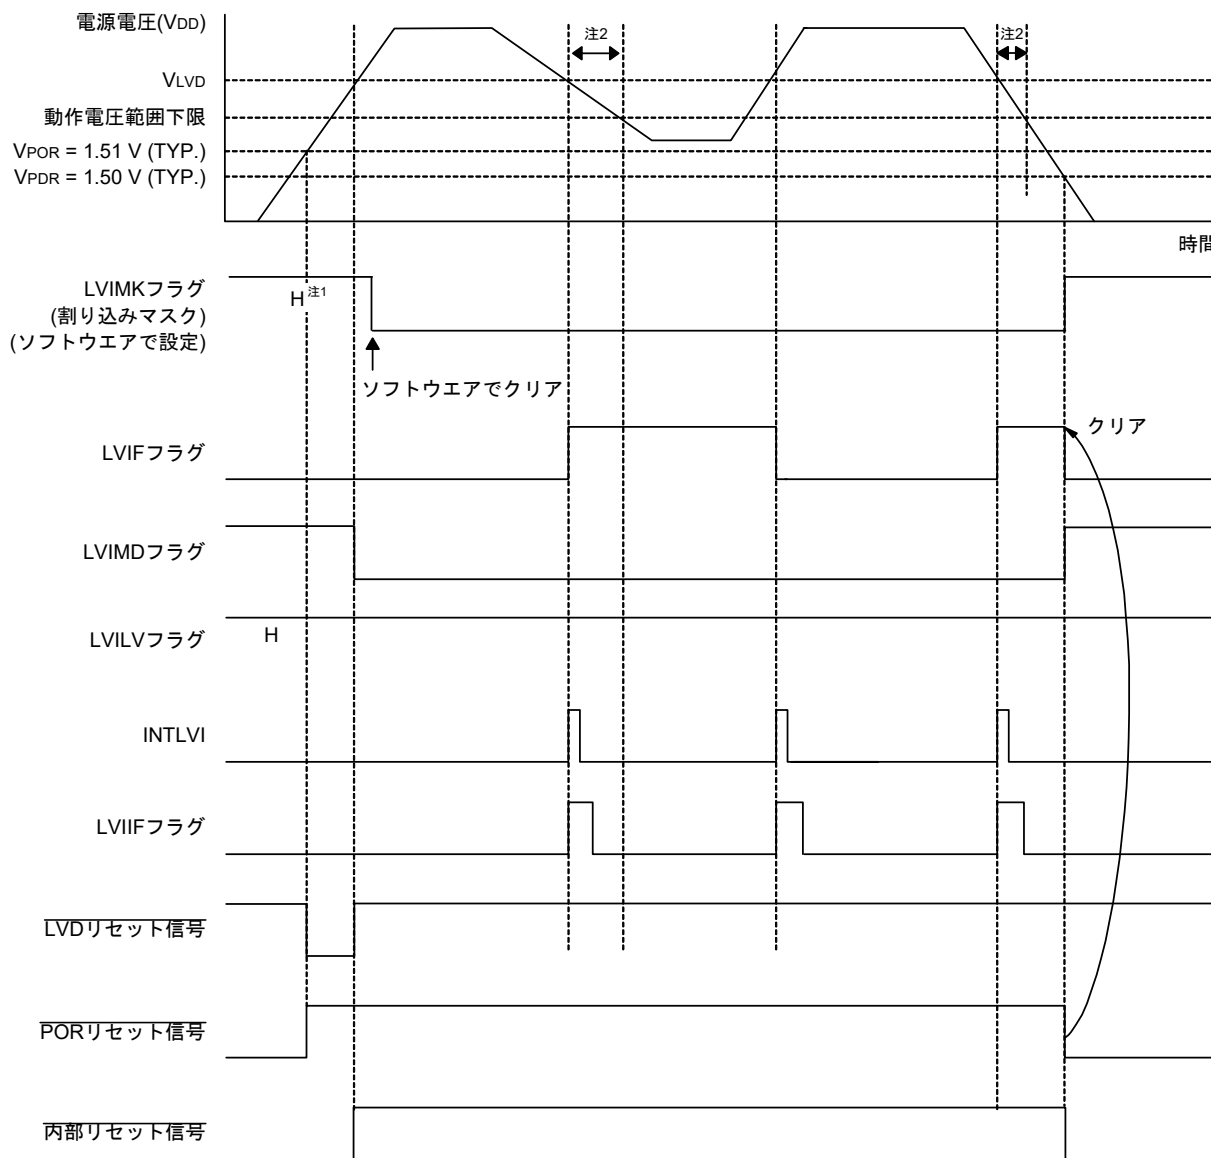 電源電圧(VDD)
注2
注2
VLVD
動作電圧範囲下限
VPOR = 1.51 V (TYP.)
VPDR = 1.50 V (TYP.)
時間
LVIMKフラグ
(割り込みマスク)
(ソフトウエアで設定)
H注1
ソフトウエアでクリア
クリア
LVIFフラグ
LVIMDフラグ
LVILVフラグ
H
INTLVI
LVIIFフラグ
LVDリセット信号
PORリセット信号
内部リセット信号